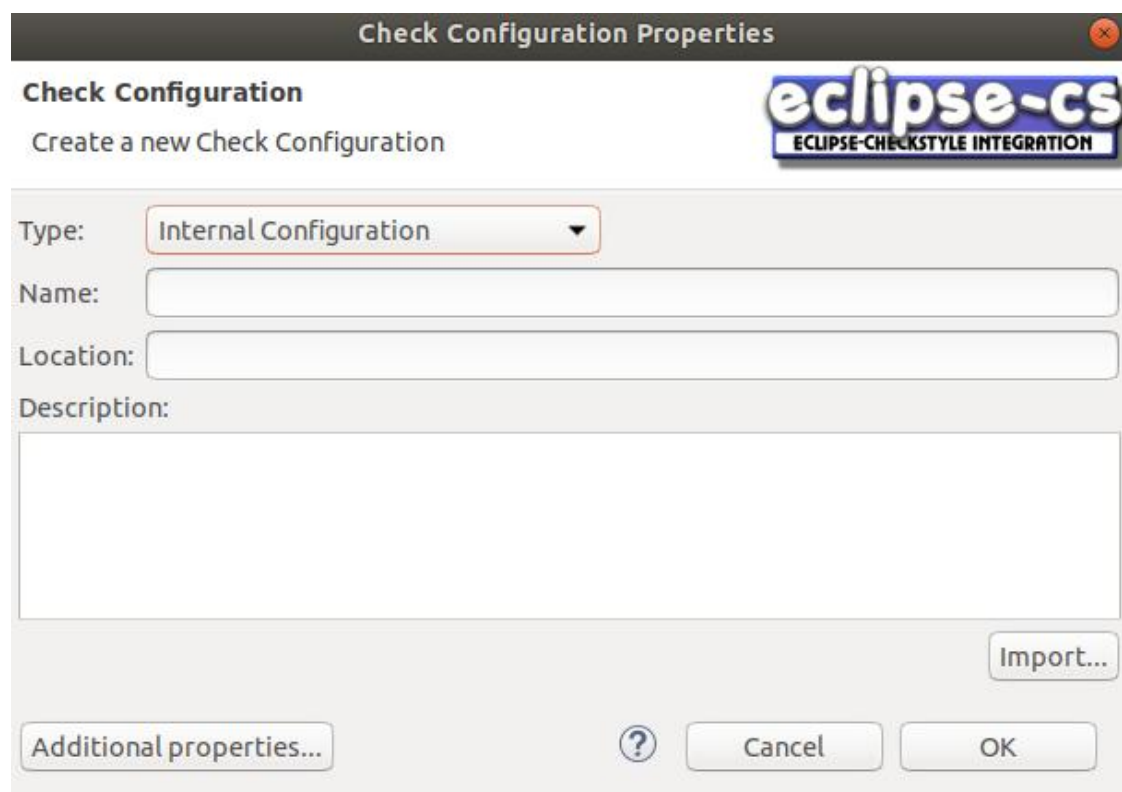 Check Configuration Properties
Check Configuration
Create a new Check Configuration
eclipse-cs
ECLIPSE-CHECKSTYLE INTEGRATION
Type: Internal Configuration
Name:
Location:
Description:
Import...
Additional properties... ? Cancel OK